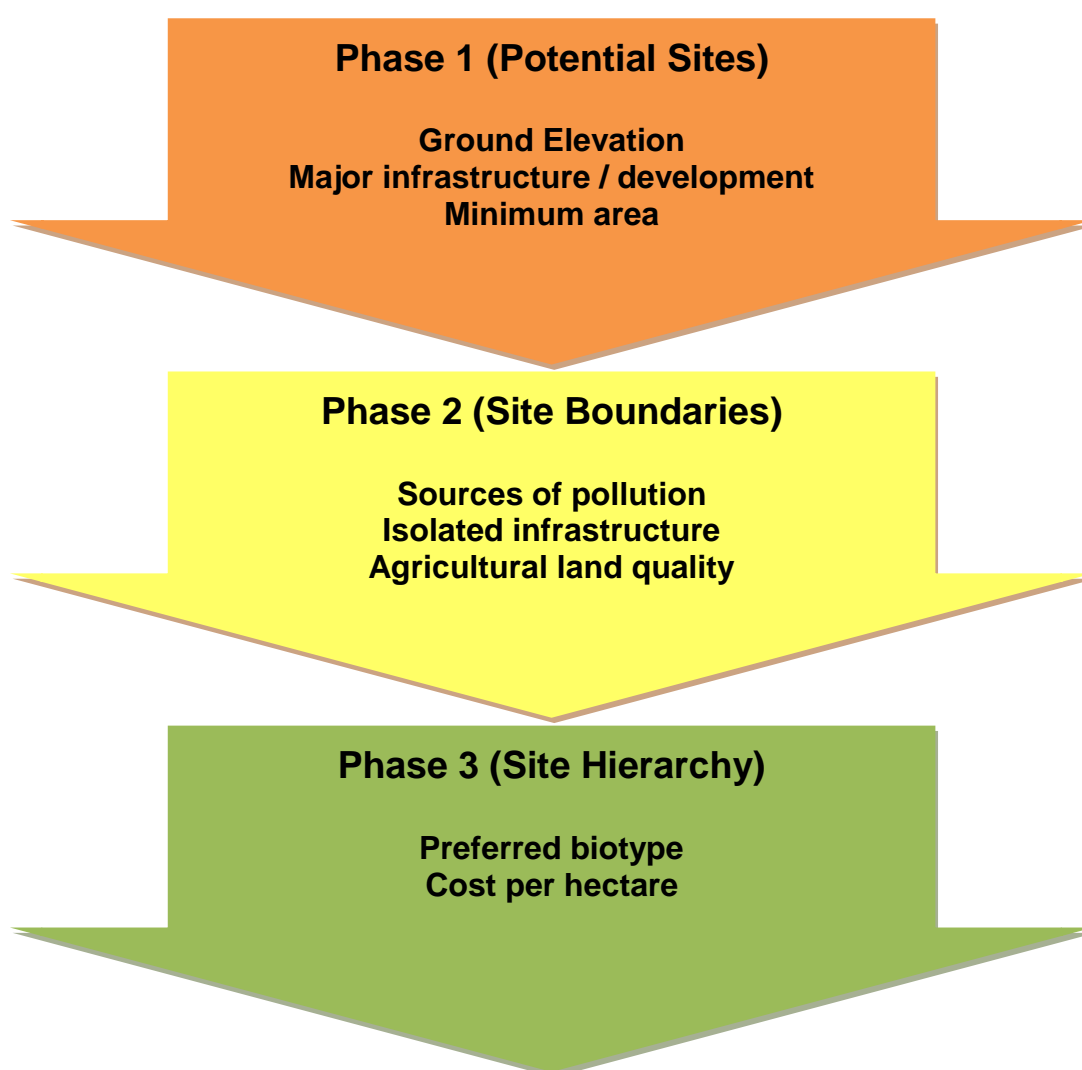 Phase 1 (Potential Sites)
Ground Elevation
Major infrastructure / development
Minimum area
Phase 2 (Site Boundaries)
Sources of pollution
Isolated infrastructure
Agricultural land quality
Phase 3 (Site Hierarchy)
Preferred biotype
Cost per hectare